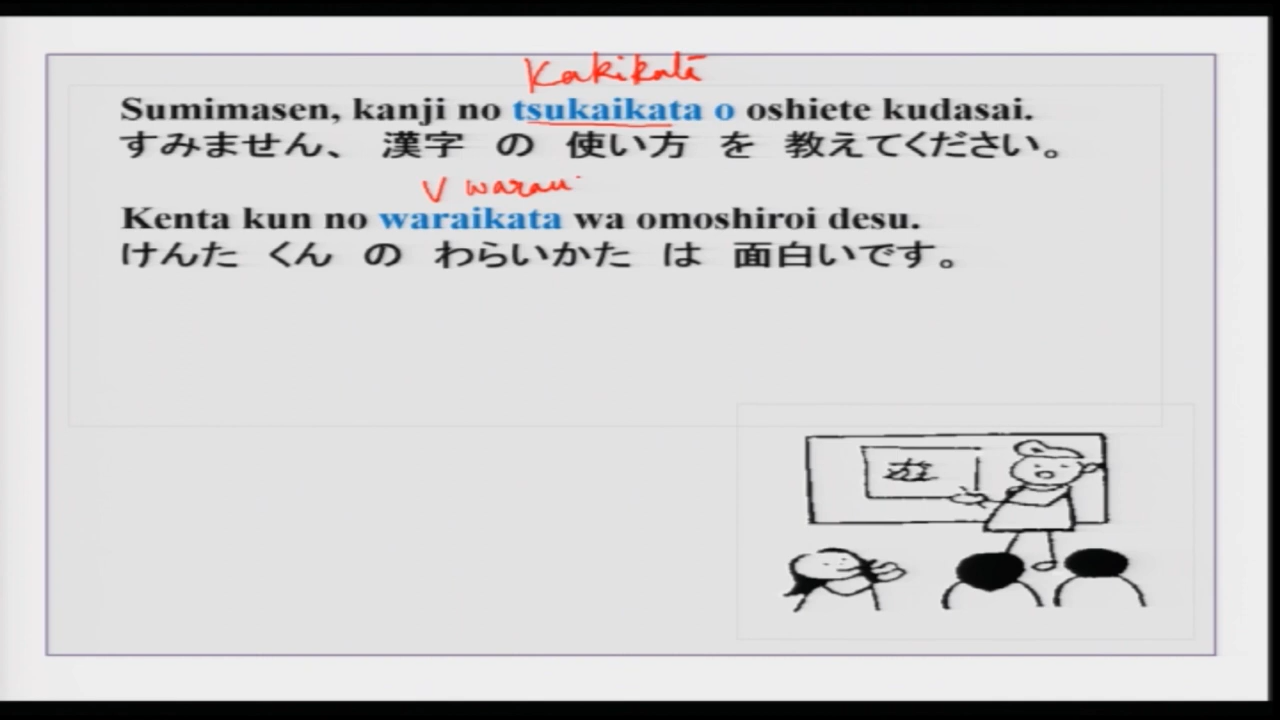 Kakikata
Sumimasen, kanji no tsukaikata o oshiete kudasai.
すみません、 漢字 の 使い方 を 教えてください。
V warau
Kenta kun no waraikata wa omoshiroi desu.
けんた くん の わらいかた は 面白いです。
遊